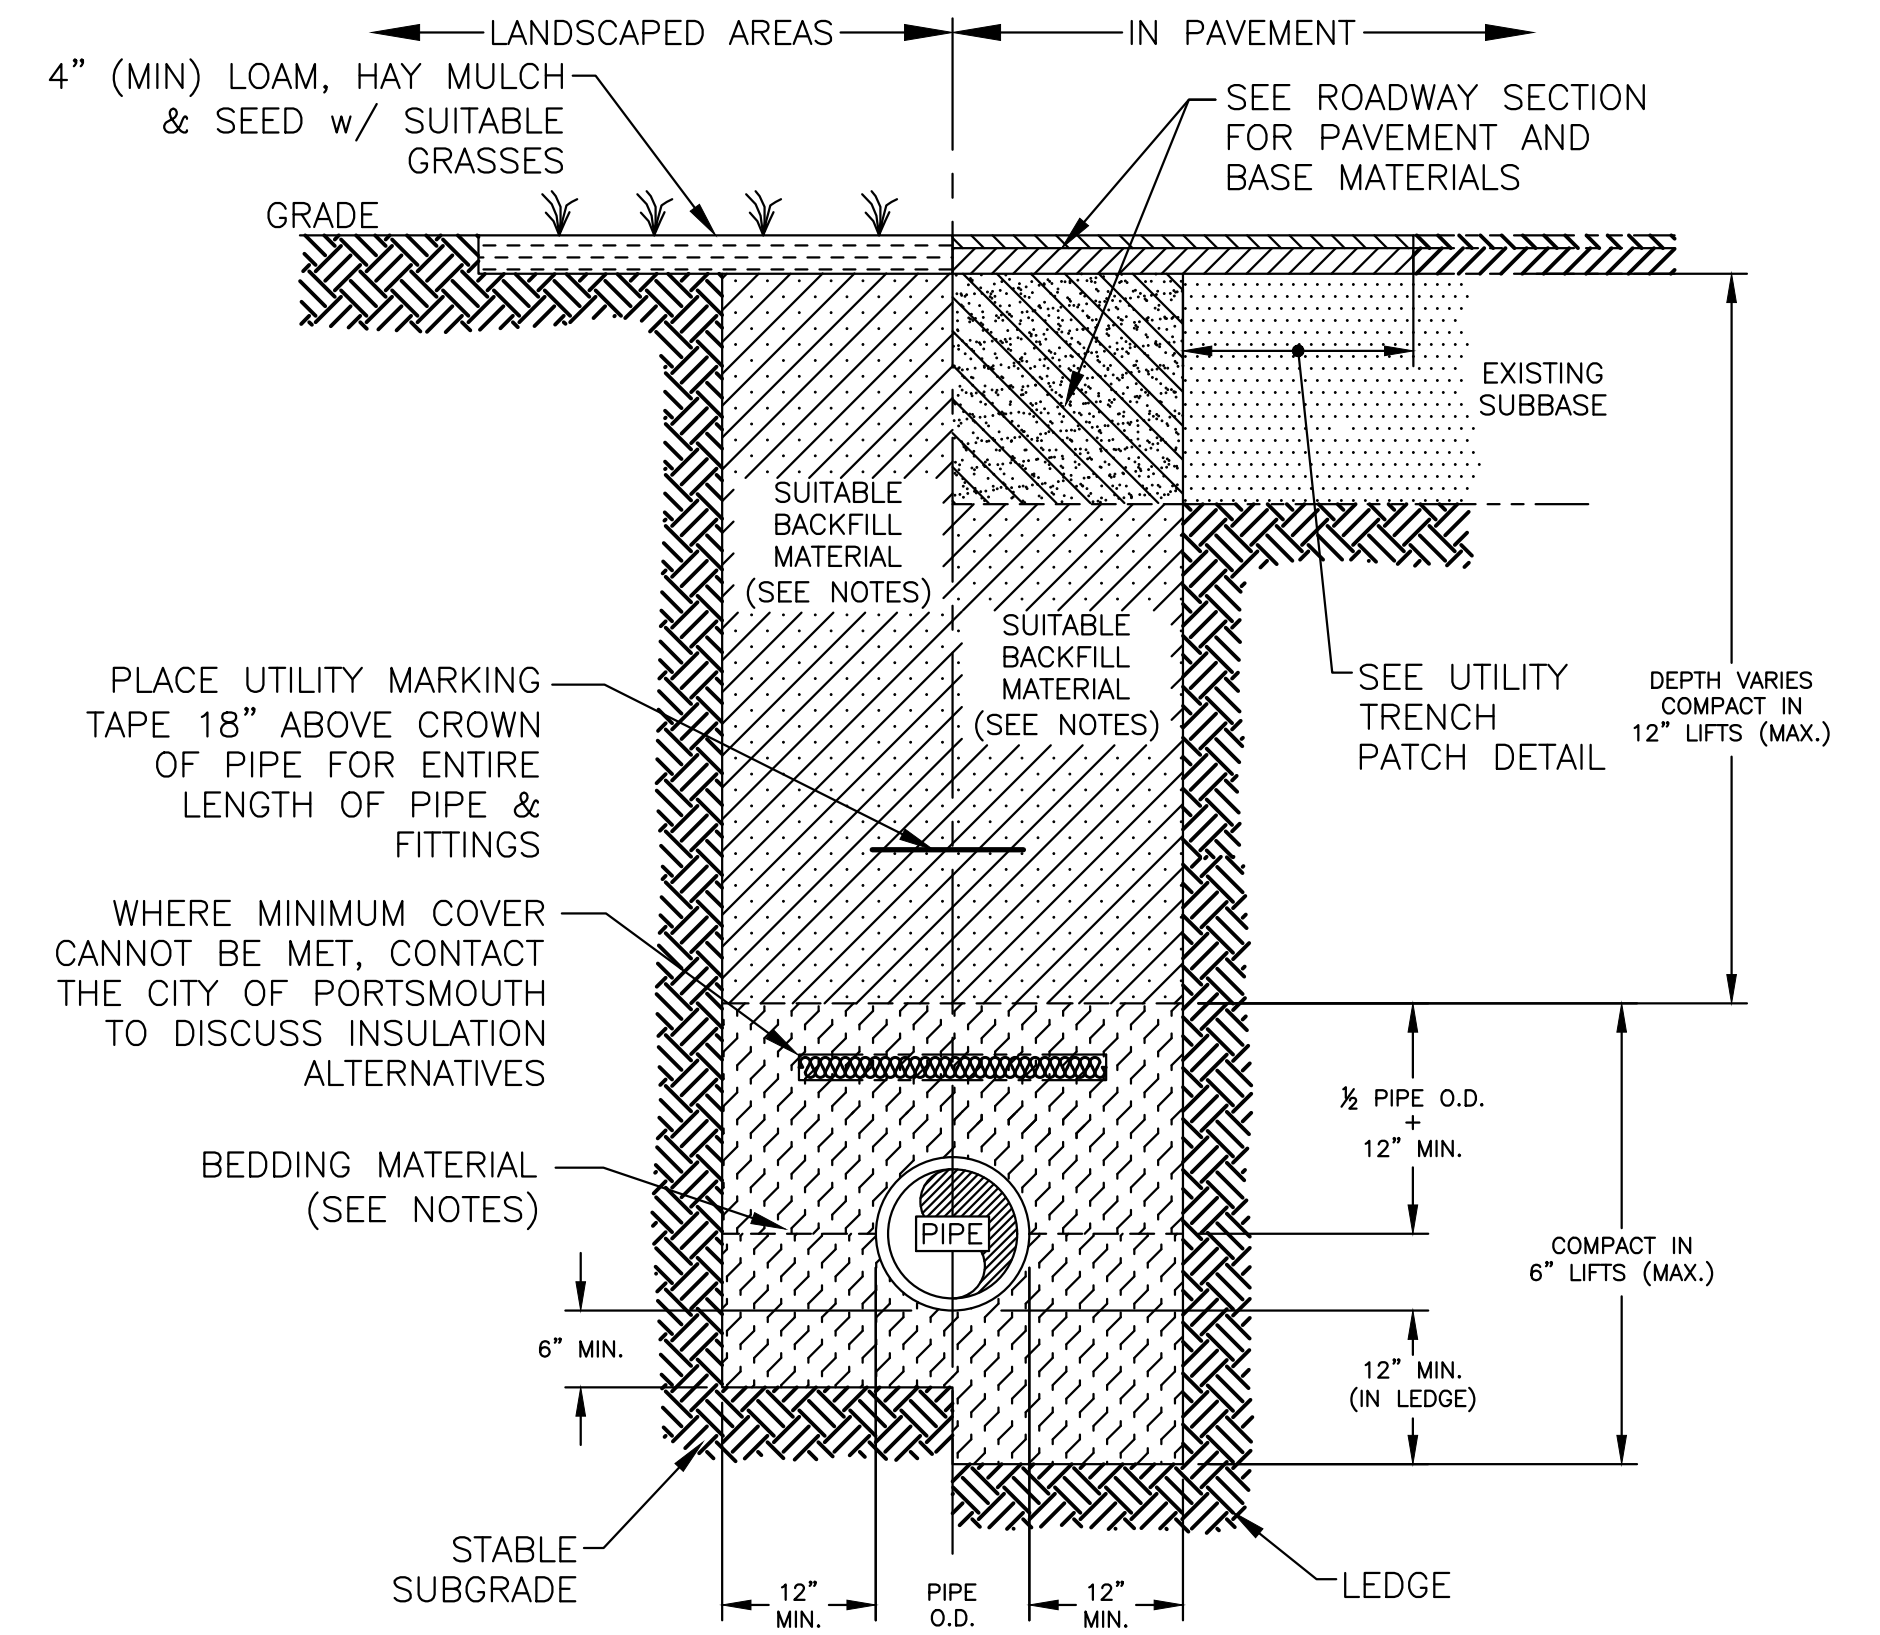 LANDSCAPED AREAS
IN PAVEMENT
4” (MIN) LOAM, HAY MULCH
& SEED w/ SUITABLE
GRASSES
SEE ROADWAY SECTION
FOR PAVEMENT AND
BASE MATERIALS
GRADE
EXISTING
SUBBASE
SUITABLE
BACKFILL
MATERIAL
(SEE NOTES)
SUITABLE
BACKFILL
MATERIAL
(SEE NOTES)
PLACE UTILITY MARKING
TAPE 18” ABOVE CROWN
OF PIPE FOR ENTIRE
LENGTH OF PIPE &
FITTINGS
SEE UTILITY
TRENCH
PATCH DETAIL
DEPTH VARIES
COMPACT IN
12” LIFTS (MAX.)
WHERE MINIMUM COVER
CANNOT BE MET, CONTACT
THE CITY OF PORTSMOUTH
TO DISCUSS INSULATION
ALTERNATIVES
½ PIPE O.D.
+
12” MIN.
BEDDING MATERIAL
(SEE NOTES)
PIPE
COMPACT IN
6” LIFTS (MAX.)
6” MIN.
12” MIN.
(IN LEDGE)
STABLE
SUBGRADE
12”
MIN.
PIPE
O.D.
12”
MIN.
LEDGE